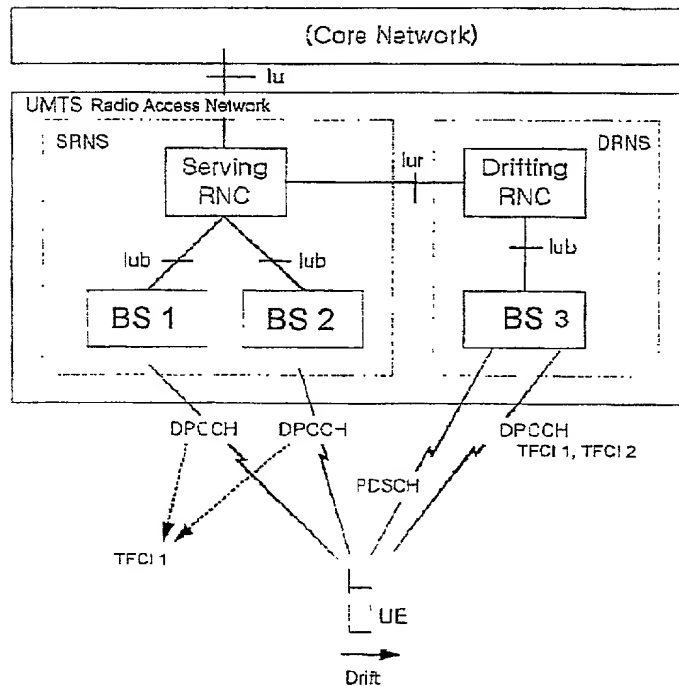 (Core Network)
Iu
UMTS Radio Access Network
SRNS
DRNS
Serving
RNC
Iur
Drifting
RNC
Iub
Iub
Iub
BS 1
BS 2
BS 3
DPCCH
DPCCH
DPCCH
TFCI 1, TFCI 2
PDSCH
TFCI 1
UE
Drift